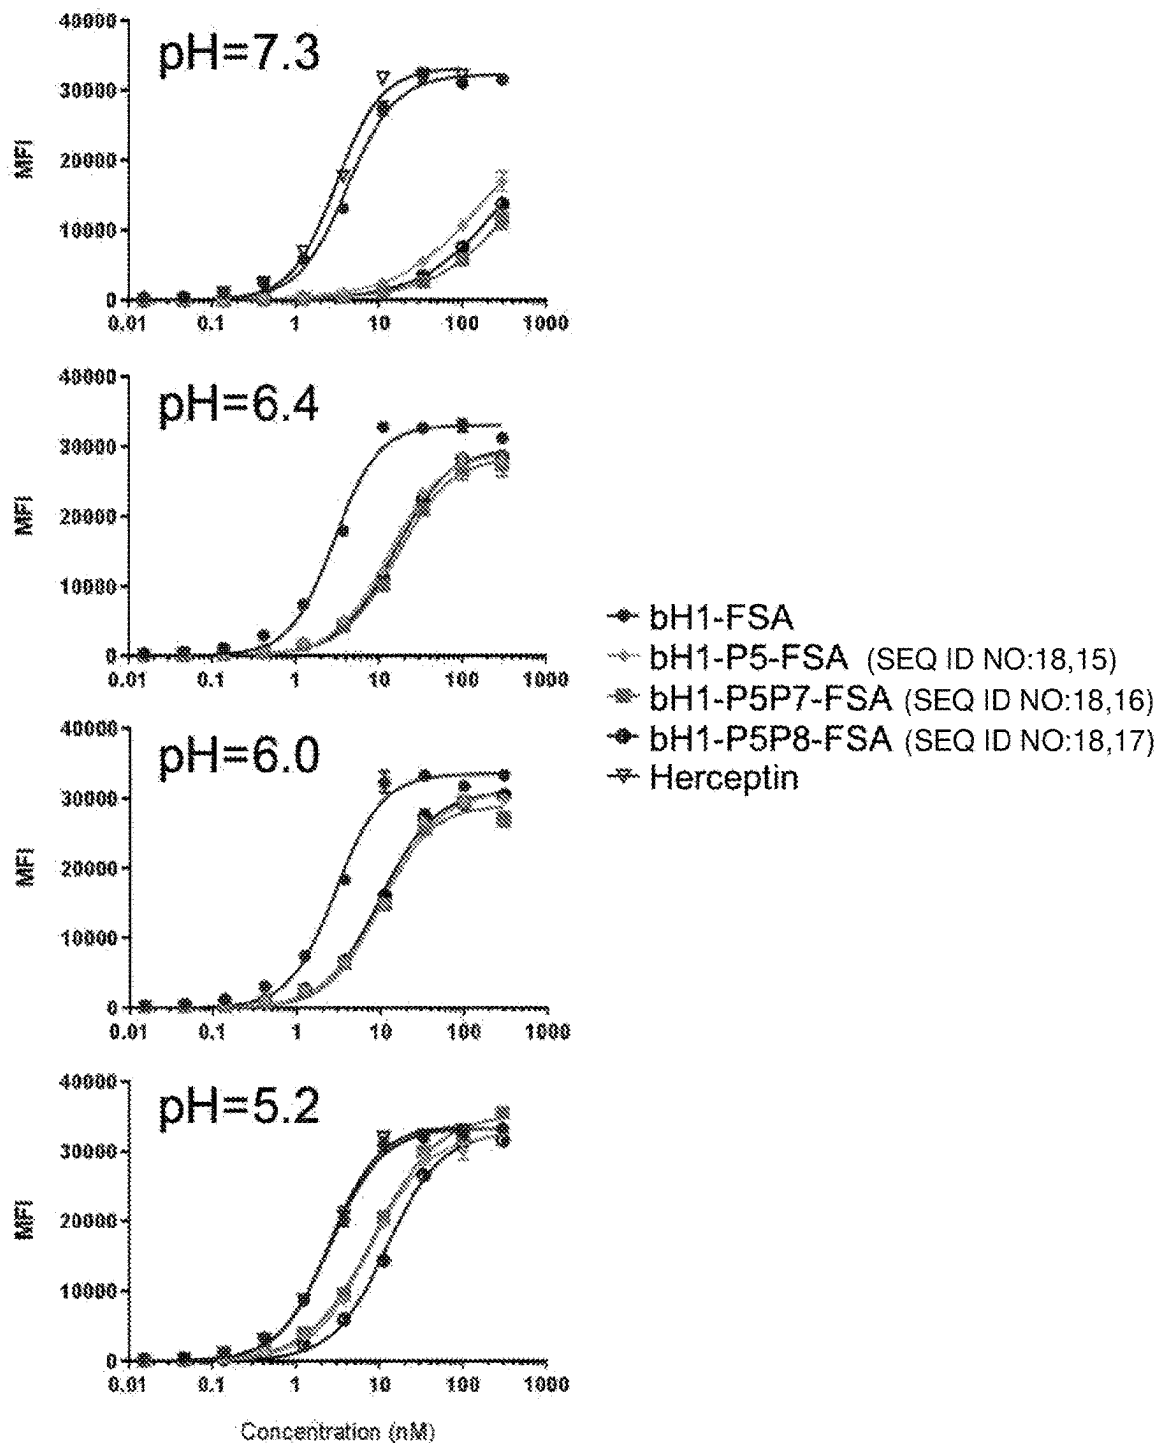 40000
pH=7.3
30000
MFI
20000
10000
0
0.01 0.1 1 10 100 1000
40000
pH=6.4
30000
MFI
20000
10000
0
0.01 0.1 1 10 100 1000
bH1-FSA
bH1-P5-FSA (SEQ ID NO:18,15)
bH1-P5P7-FSA (SEQ ID NO:18,16)
bH1-P5P8-FSA (SEQ ID NO:18,17)
Herceptin
40000
pH=6.0
30000
MFI
20000
10000
0
0.01 0.1 1 10 100 1000
40000
pH=5.2
30000
MFI
20000
10000
0
0.01 0.1 1 10 100 1000
Concentration (nM)